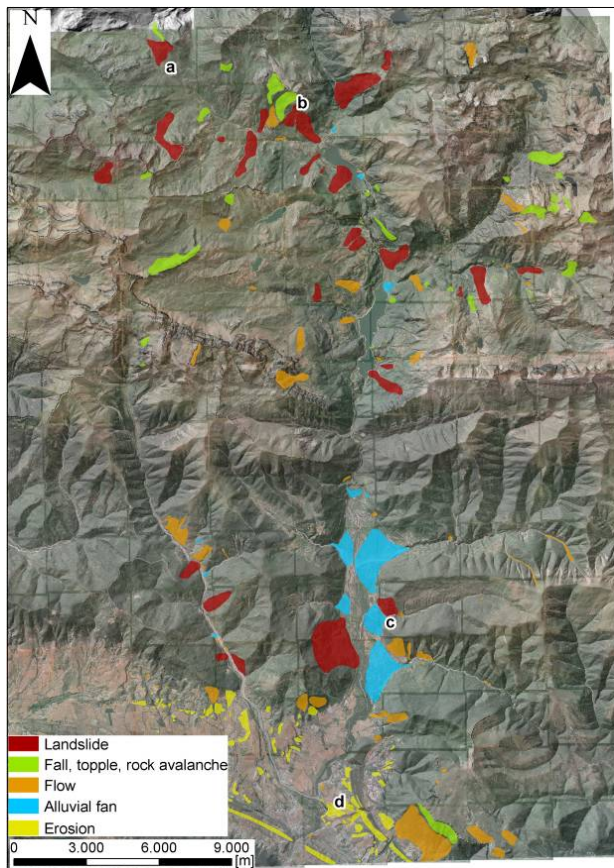 N
a
b
c
d
Landslide
Fall, topple, rock avalanche
Flow
Alluvial fan
Erosion
0 3.000 6.000 9.000
[m]